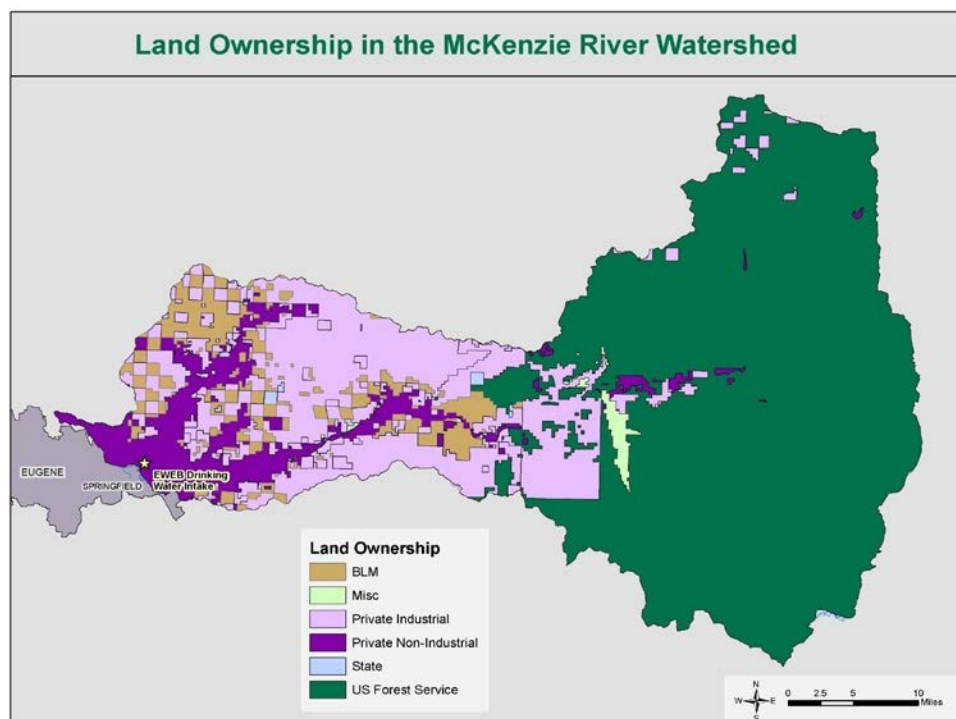 Land Ownership in the McKenzie River Watershed
EUGENE
SPRINGFIELD
EWEB Drinking
Water Intake
Land Ownership
BLM
Misc
Private Industrial
Private Non-Industrial
State
US Forest Service
N
W E
S
0 2.5 5 10
Miles